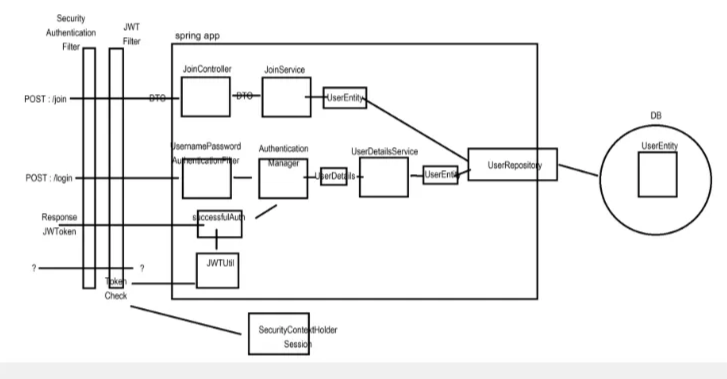 Security
Authentication
Filter
JWT
Filter
spring app
JoinController
JoinService
POST : /join
DTO
DTO
UserEntity
DB
UserEntity
UsernamePassword
AuthenticationFilter
Authentication
Manager
UserDetailsService
UserRepository
POST : /login
UserDetails
UserEntity
Response
JWToken
successfulAuth
?
?
JWTUtil
Token
Check
SecurityContextHolder
Session